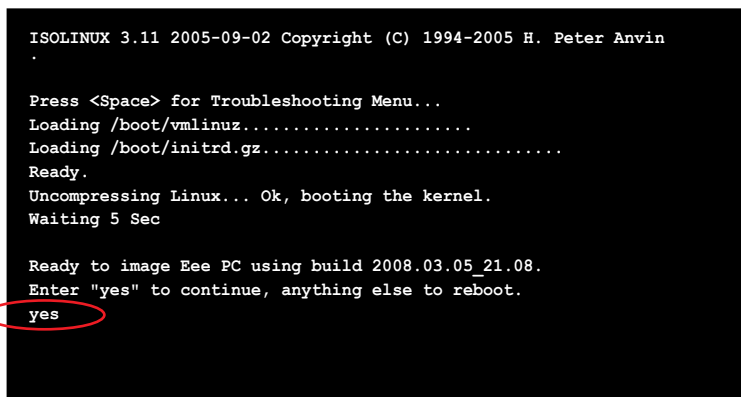 ISOLINUX 3.11 2005-09-02 Copyright (C) 1994-2005 H. Peter Anvin
.
Press <Space> for Troubleshooting Menu...
Loading /boot/vmlinuz.......................
Loading /boot/initrd.gz..............................
Ready.
Uncompressing Linux... Ok, booting the kernel.
Waiting 5 Sec
Ready to image Eee PC using build 2008.03.05_21.08.
Enter "yes" to continue, anything else to reboot.
yes